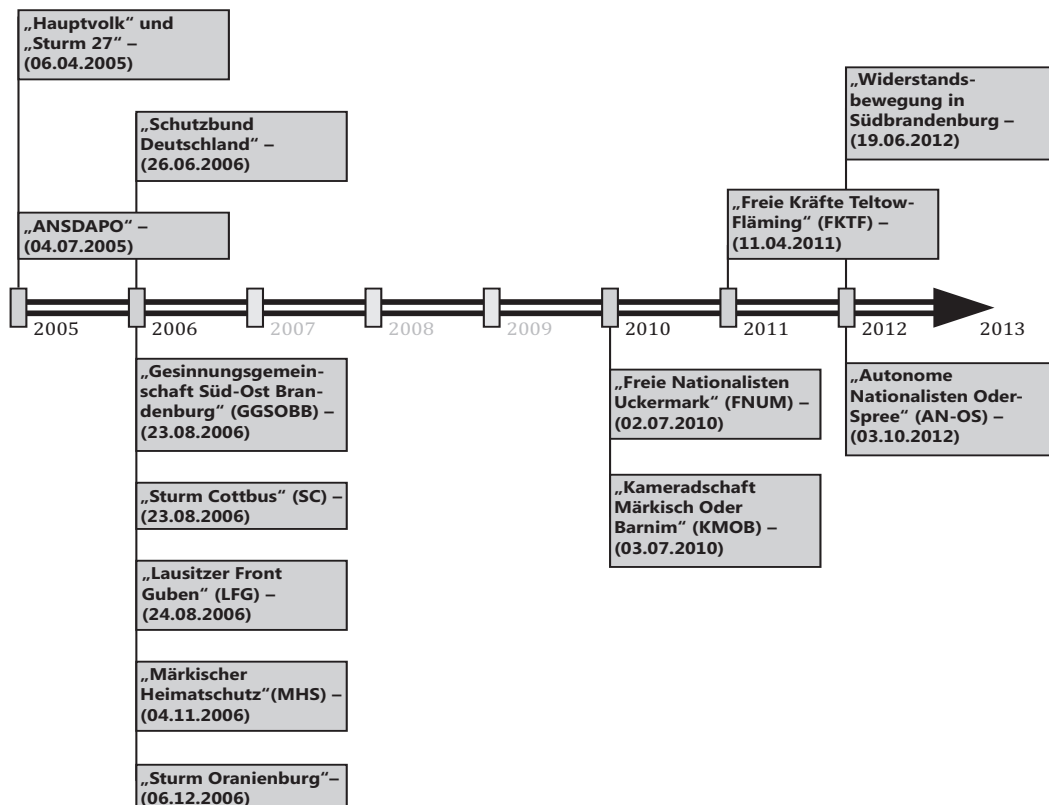 „Hauptvolk“ und
„Sturm 27“ –
(06.04.2005)
„Widerstands-
bewegung in
Südbrandenburg –
(19.06.2012)
„Schutzbund
Deutschland“ –
(26.06.2006)
„Freie Kräfte Teltow-
Fläming“ (FKTF) –
(11.04.2011)
„ANSDAPO“ –
(04.07.2005)
2005
2006
2007
2008
2009
2010
2011
2012
2013
„Gesinnungsgemein-
schaft Süd-Ost Bran-
denburg“ (GGSOBB) –
(23.08.2006)
„Sturm Cottbus“ (SC) –
(23.08.2006)
„Lausitzer Front
Guben“ (LFG) –
(24.08.2006)
„Märkischer
Heimatschutz“(MHS) –
(04.11.2006)
„Sturm Oranienburg“–
(06.12.2006)
„Freie Nationalisten
Uckermark“ (FNUM) –
(02.07.2010)
„Kameradschaft
Märkisch Oder
Barnim“ (KMOB) –
(03.07.2010)
„Autonome
Nationalisten Oder-
Spree“ (AN-OS) –
(03.10.2012)